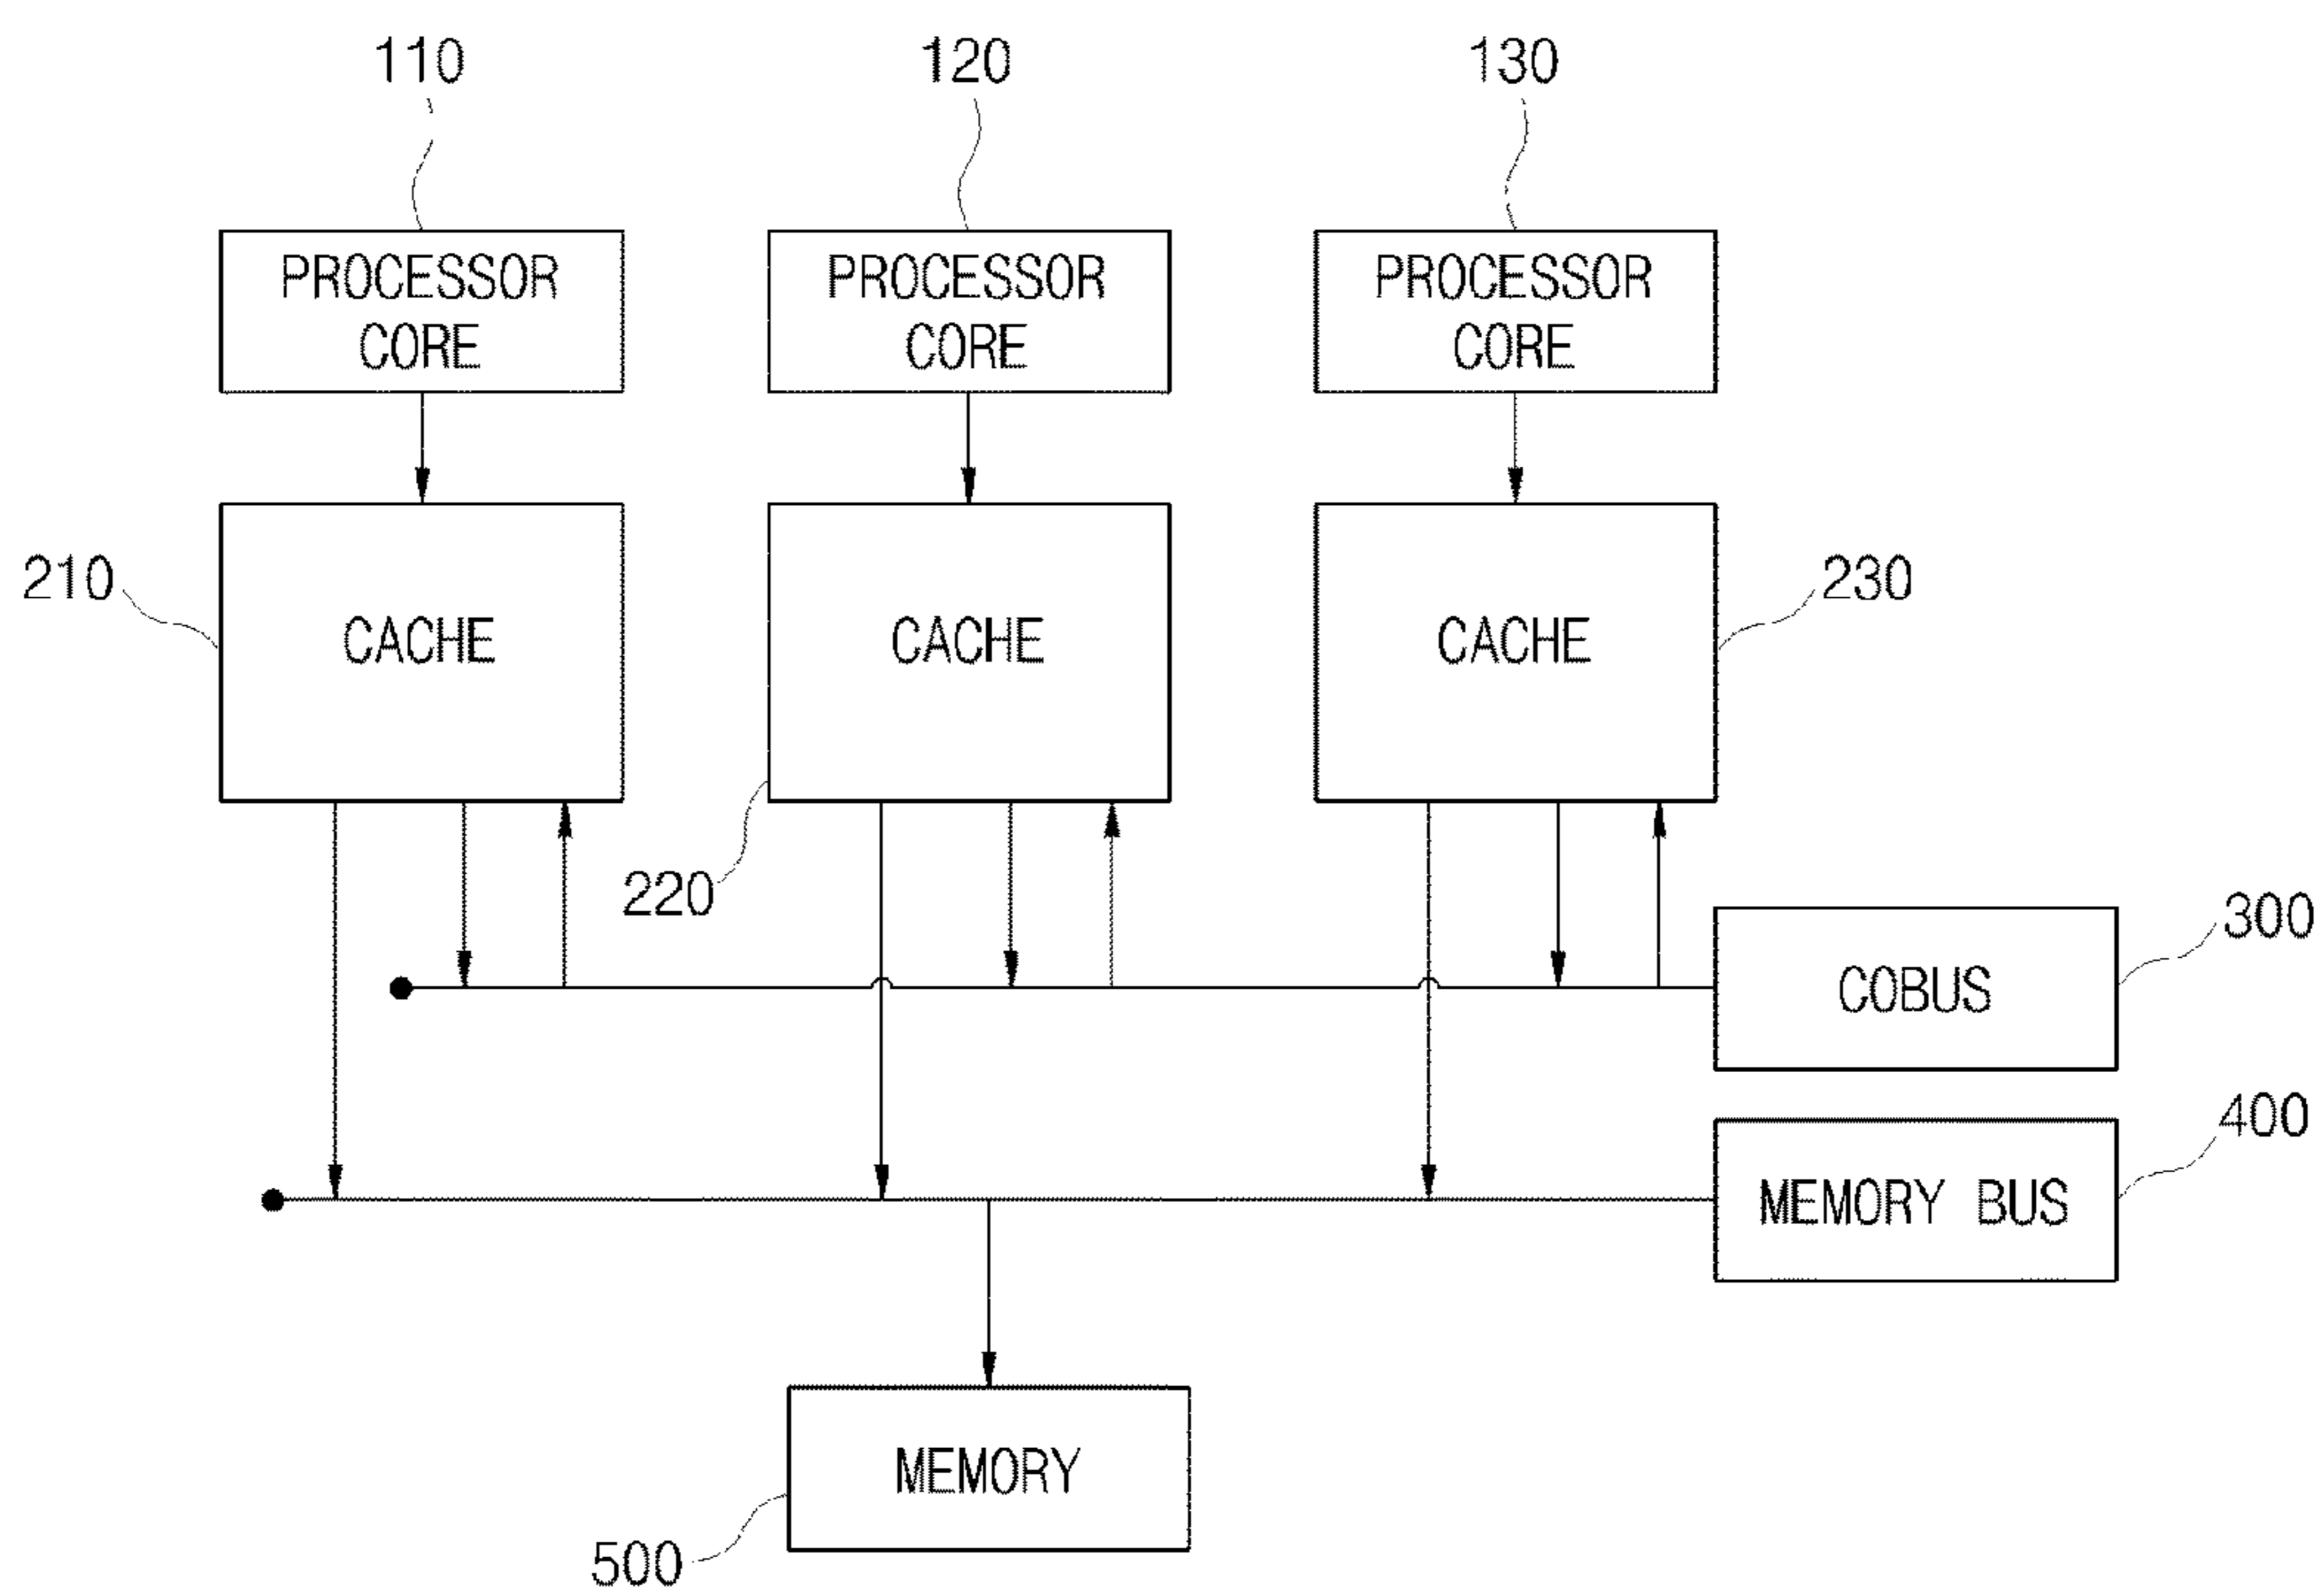 110
120
130
PROCESSOR
CORE
PROCESSOR
CORE
PROCESSOR
CORE
210
CACHE
CACHE
CACHE
230
220
300
COBUS
400
MEMORY BUS
MEMORY
500